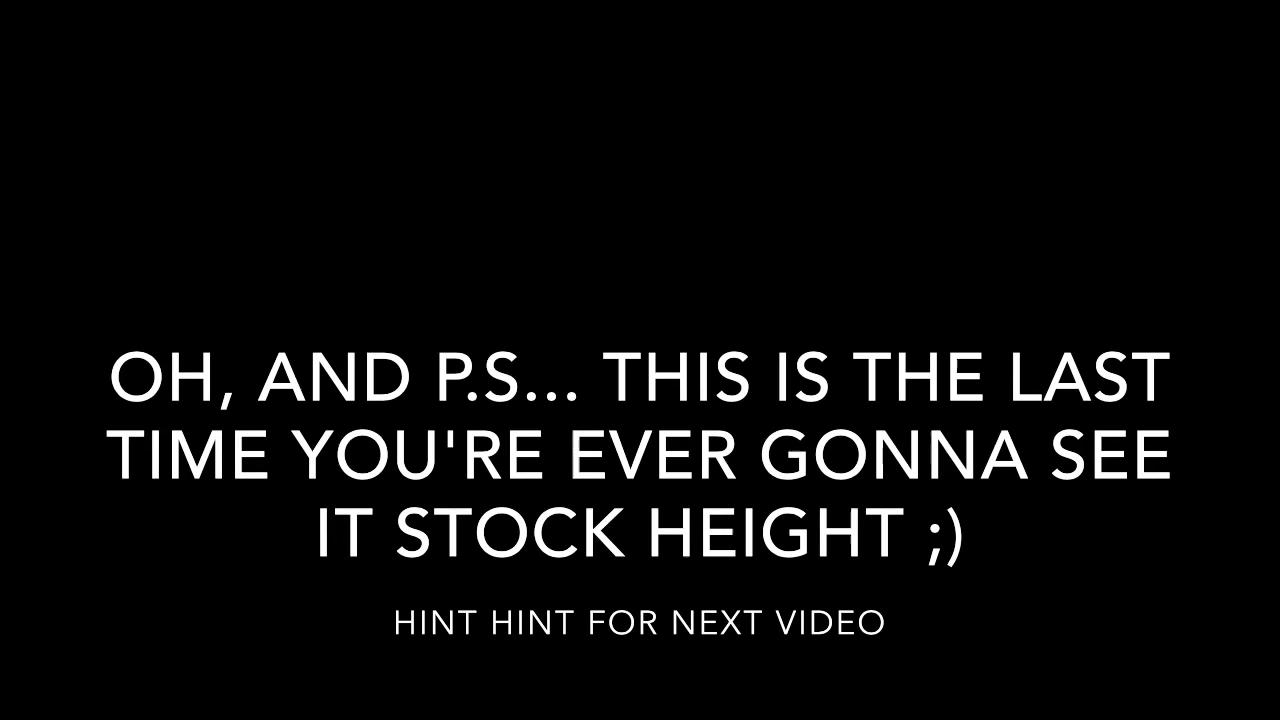 OH, AND P.S... THIS IS THE LAST
TIME YOU'RE EVER GONNA SEE
IT STOCK HEIGHT ;)
HINT HINT FOR NEXT VIDEO